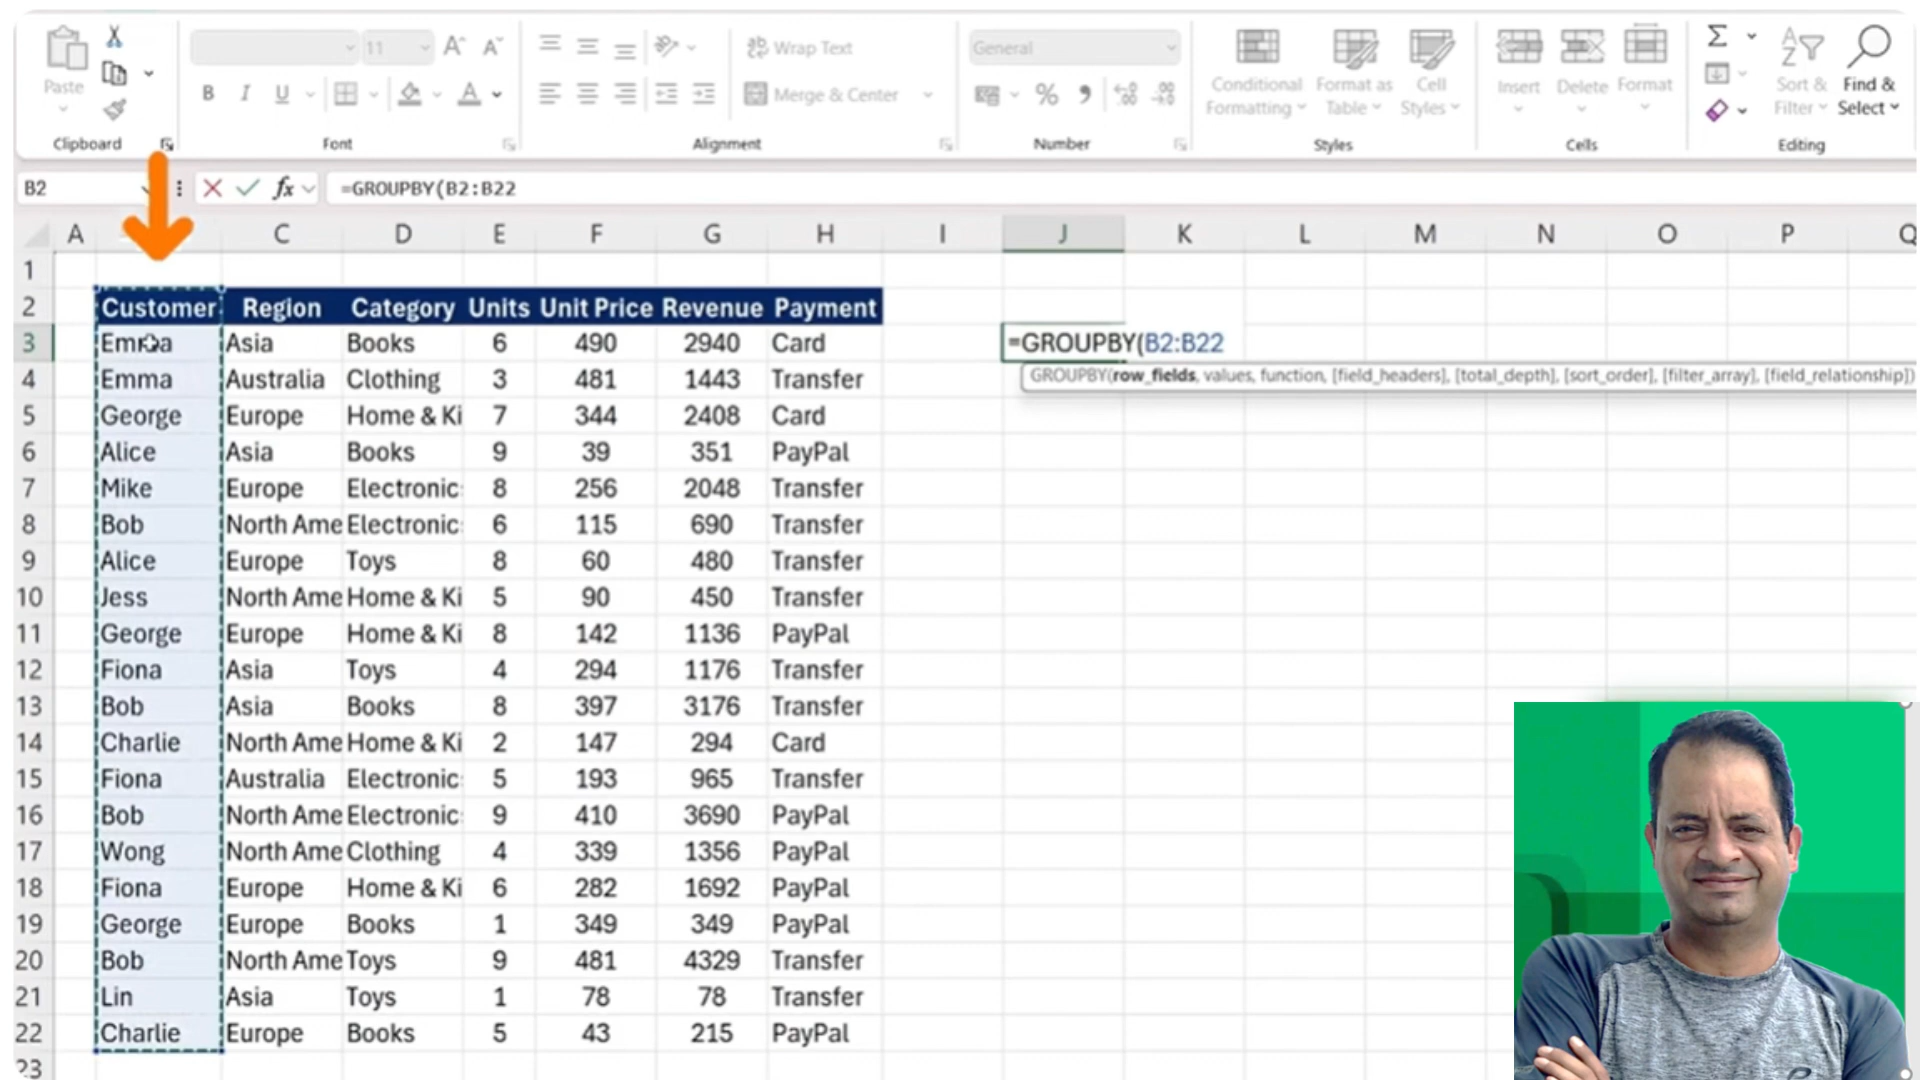 11 A^ Aˇ Wrap Text General
Paste B I U A Merge & Center % Conditional Formatting Format as Table Cell Styles Insert Delete Format Σ Sort & Filter Find & Select
Clipboard Font Alignment Number Styles Cells Editing
B2 fx =GROUPBY(B2:B22
A C D E F G H I J K L M N O P Q
1
2 Customer Region Category Units Unit Price Revenue Payment
3 Emma Asia Books 6 490 2940 Card =GROUPBY(B2:B22
GROUPBY(row_fields, values, function, [field_headers], [total_depth], [sort_order], [filter_array], [field_relationship])
4 Emma Australia Clothing 3 481 1443 Transfer
5 George Europe Home & Ki 7 344 2408 Card
6 Alice Asia Books 9 39 351 PayPal
7 Mike Europe Electronic 8 256 2048 Transfer
8 Bob North Ame Electronic 6 115 690 Transfer
9 Alice Europe Toys 8 60 480 Transfer
10 Jess North Ame Home & Ki 5 90 450 Transfer
11 George Europe Home & Ki 8 142 1136 PayPal
12 Fiona Asia Toys 4 294 1176 Transfer
13 Bob Asia Books 8 397 3176 Transfer
14 Charlie North Ame Home & Ki 2 147 294 Card
15 Fiona Australia Electronic 5 193 965 Transfer
16 Bob North Ame Electronic 9 410 3690 PayPal
17 Wong North Ame Clothing 4 339 1356 PayPal
18 Fiona Europe Home & Ki 6 282 1692 PayPal
19 George Europe Books 1 349 349 PayPal
20 Bob North Ame Toys 9 481 4329 Transfer
21 Lin Asia Toys 1 78 78 Transfer
22 Charlie Europe Books 5 43 215 PayPal
23